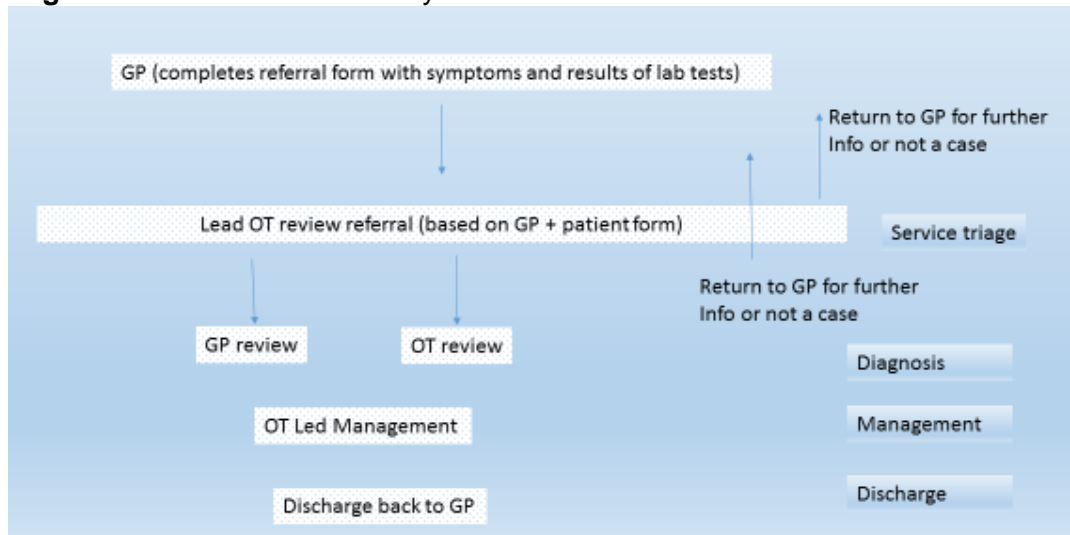 GP (completes referral form with symptoms and results of lab tests)
Return to GP for further
Info or not a case
Lead OT review referral (based on GP + patient form)
Service triage
Return to GP for further
Info or not a case
GP review
OT review
Diagnosis
OT Led Management
Management
Discharge back to GP
Discharge